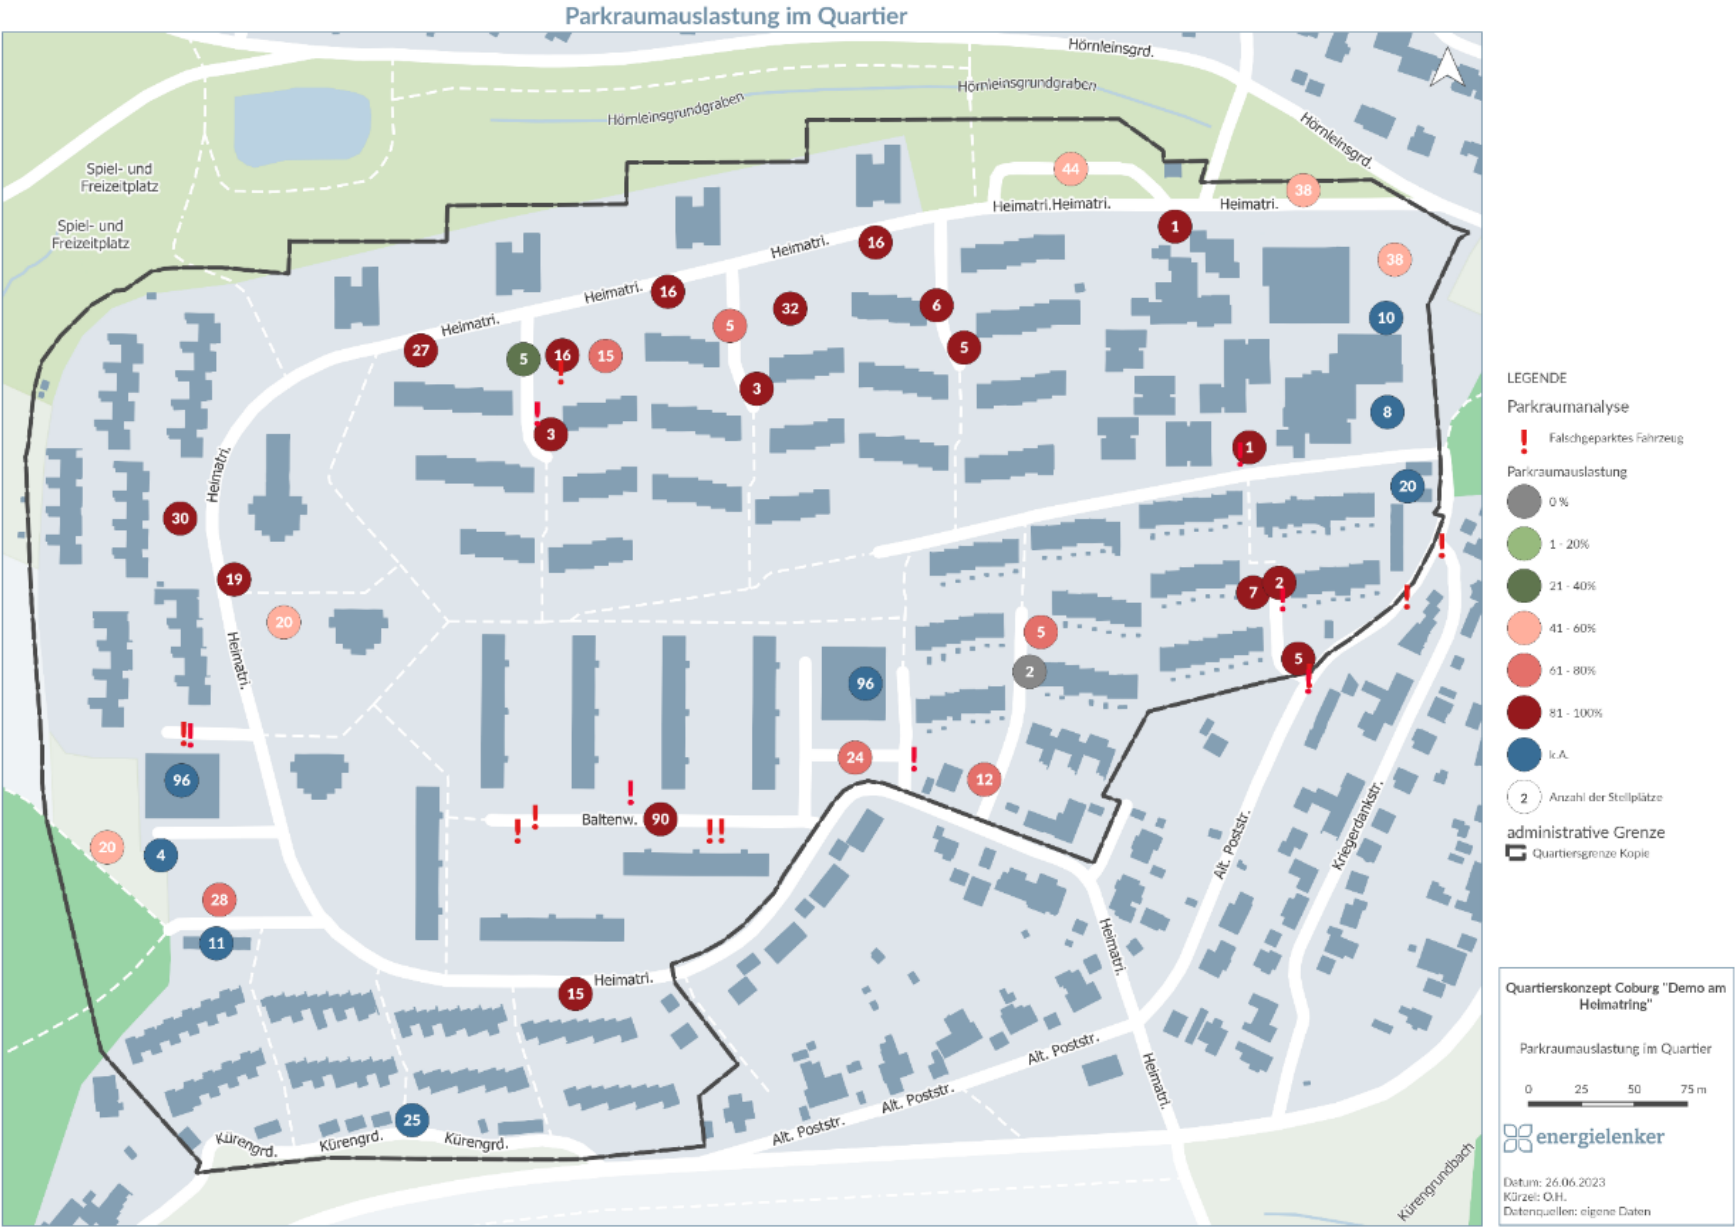 Parkraumauslastung im Quartier
Hörnleinsgrd.
Hörnleinsgrundgraben
Hörnleinsgrundgraben
Hörnleinsgrd.
Spiel- und
Freizeitplatz
Spiel- und
Freizeitplatz
44
38
Heimatri.Heimatri.
Heimatri.
1
16
Heimatri.
38
16
Heimatri.
32
6
10
Heimatri.
5
27
5
16
15
5
3
8
3
1
Heimatri.
20
30
19
7
2
20
5
Heimatri.
5
2
96
24
12
96
Baltenw.
90
20
4
Alt. Poststr.
Kriegerdankstr.
28
11
Heimatri.
Heimatri.
15
Alt. Poststr.
Heimatri.
Alt. Poststr.
25
Alt. Poststr.
Kürengrd.
Kürengrd.
Kürengrd.
Kürengrundbach
LEGENDE
Parkraumanalyse
Falschgeparktes Fahrzeug
Parkraumauslastung
0 %
1 - 20%
21 - 40%
41 - 60%
61 - 80%
81 - 100%
k.A.
2 Anzahl der Stellplätze
administrative Grenze
Quartiersgrenze Kopie
Quartierskonzept Coburg "Demo am
Heimatring"
Parkraumauslastung im Quartier
0 25 50 75 m
energielenker
Datum: 26.06.2023
Kürzel: O.H.
Datenquellen: eigene Daten